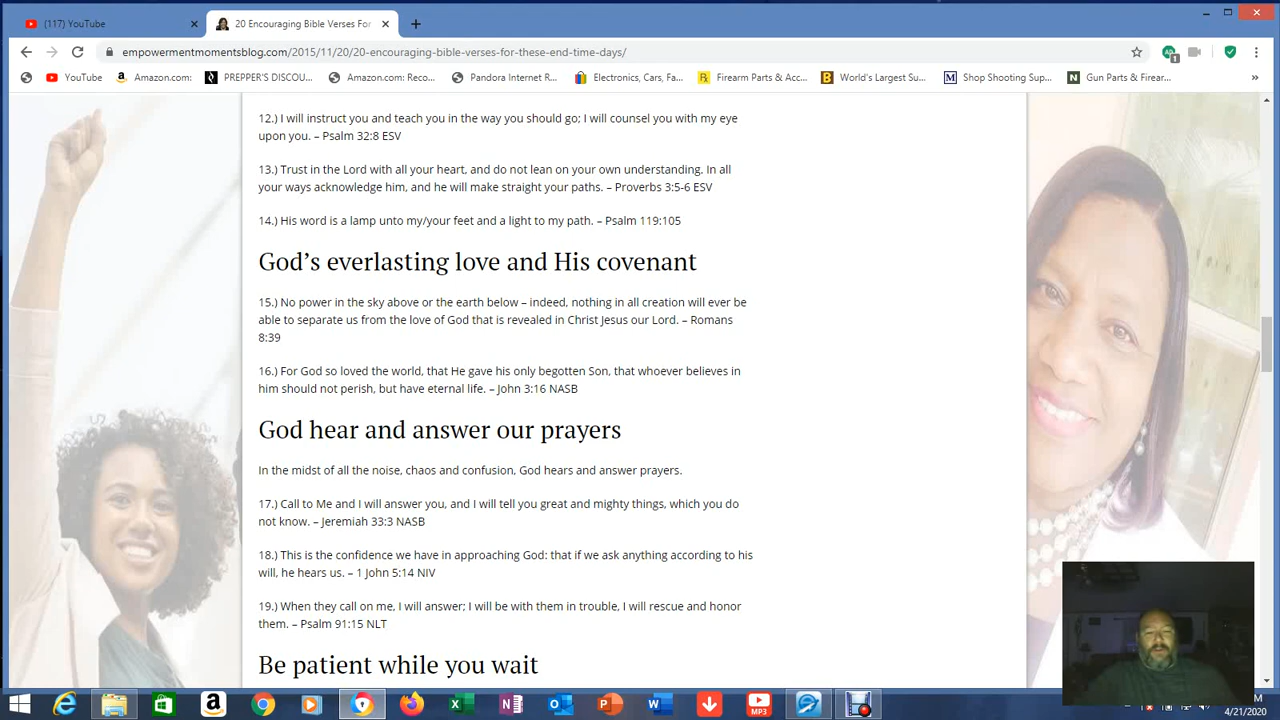 (117) YouTube
20 Encouraging Bible Verses For
empowermentmomentsblog.com/2015/11/20/20-encouraging-bible-verses-for-these-end-time-days/
YouTube
Amazon.com:
PREPPER'S DISCOU...
Amazon.com: Reco...
Pandora Internet R...
Electronics, Cars, Fa...
Firearm Parts & Acc...
World's Largest Su...
Shop Shooting Sup...
Gun Parts & Firear...
12.) I will instruct you and teach you in the way you should go; I will counsel you with my eye
upon you. – Psalm 32:8 ESV
13.) Trust in the Lord with all your heart, and do not lean on your own understanding. In all
your ways acknowledge him, and he will make straight your paths. – Proverbs 3:5-6 ESV
14.) His word is a lamp unto my/your feet and a light to my path. – Psalm 119:105
God's everlasting love and His covenant
15.) No power in the sky above or the earth below – indeed, nothing in all creation will ever be
able to separate us from the love of God that is revealed in Christ Jesus our Lord. – Romans
8:39
16.) For God so loved the world, that He gave his only begotten Son, that whoever believes in
him should not perish, but have eternal life. – John 3:16 NASB
God hear and answer our prayers
In the midst of all the noise, chaos and confusion, God hears and answer prayers.
17.) Call to Me and I will answer you, and I will tell you great and mighty things, which you do
not know. – Jeremiah 33:3 NASB
18.) This is the confidence we have in approaching God: that if we ask anything according to his
will, he hears us. – 1 John 5:14 NIV
19.) When they call on me, I will answer; I will be with them in trouble, I will rescue and honor
them. – Psalm 91:15 NLT
Be patient while you wait
MP3
4/21/2020